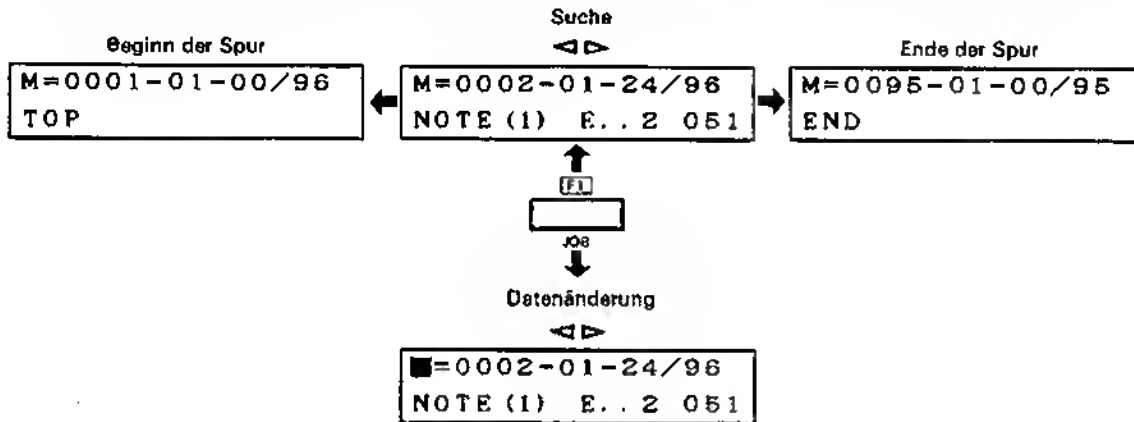 Suche
Beginn der Spur
Ende der Spur
M=0001-01-00/96
TOP
M=0002-01-24/96
NOTE (1) E..2 051
M=0095-01-00/95
END
F1
JOB
Datenänderung
=0002-01-24/96
NOTE (1) E..2 051